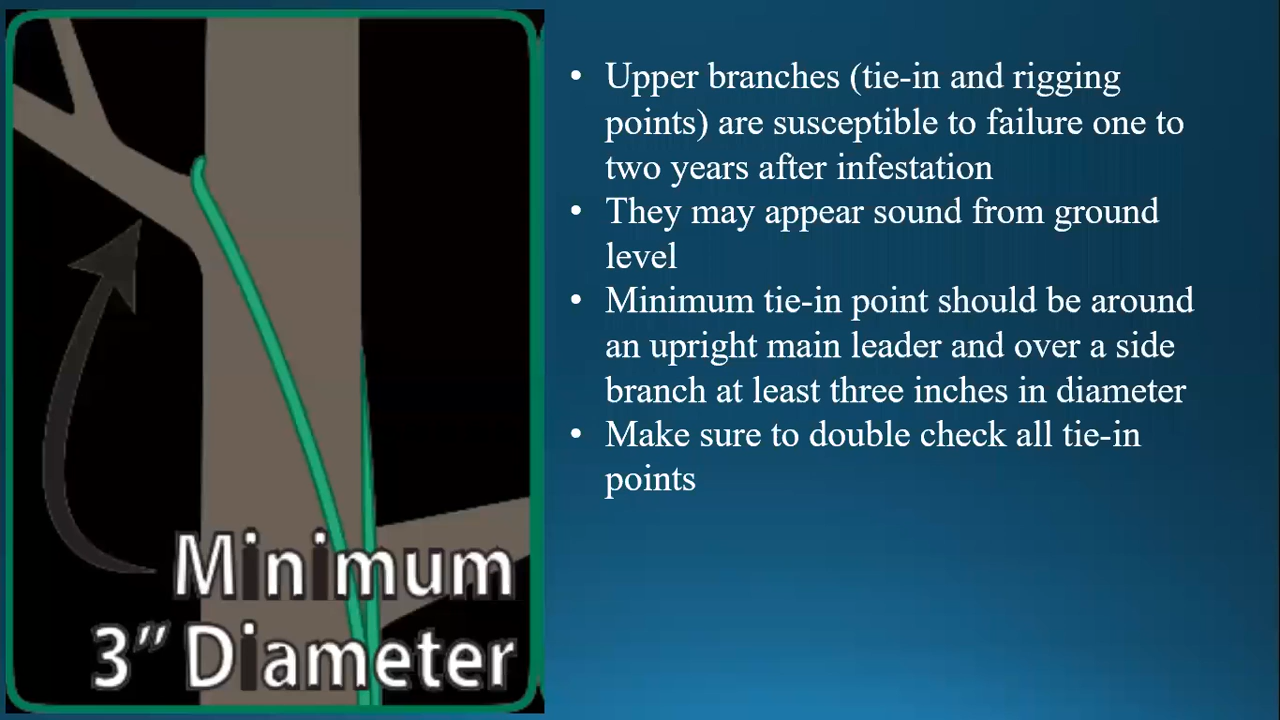 • Upper branches (tie-in and rigging
points) are susceptible to failure one to
two years after infestation
• They may appear sound from ground
level
• Minimum tie-in point should be around
an upright main leader and over a side
branch at least three inches in diameter
• Make sure to double check all tie-in
points
Minimum
3” Diameter